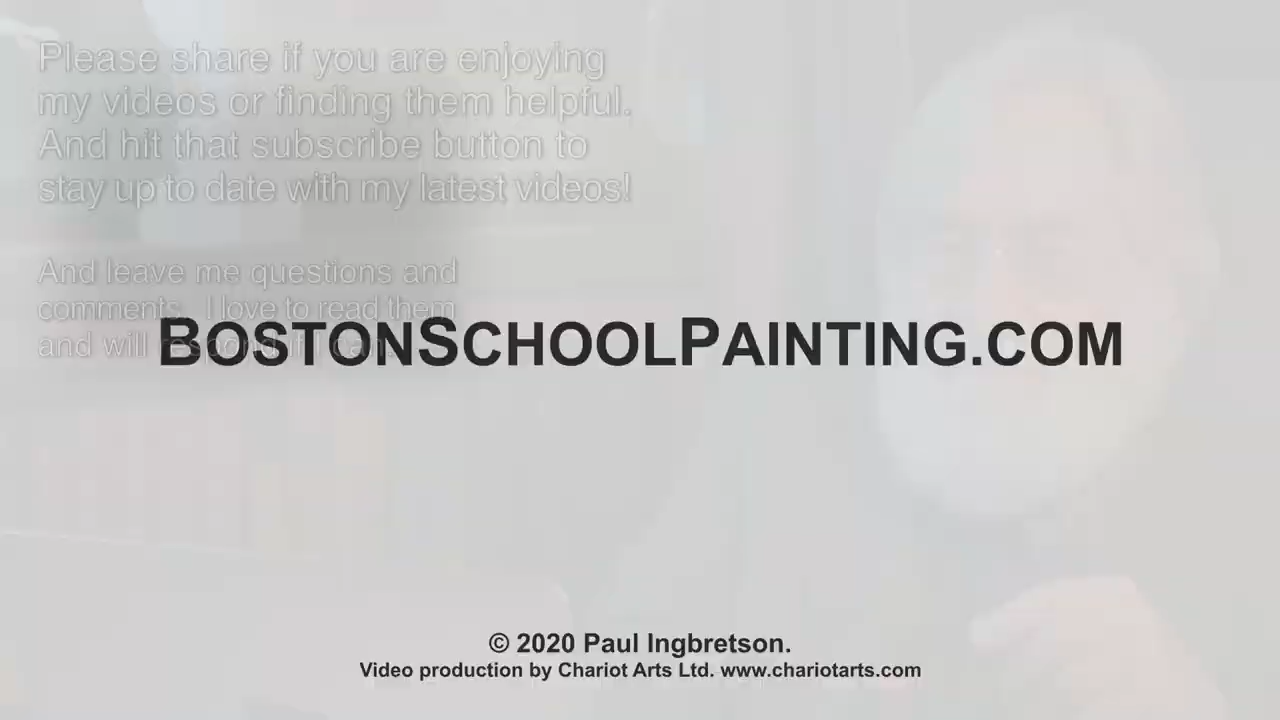 Please share if you are enjoying
my videos or finding them helpful.
And hit that subscribe button to
stay up to date with my latest videos!
And leave me questions and
comments. I love to read them
and will
BOSTONSCHOOLPAINTING.COM
© 2020 Paul Ingbretson.
Video production by Chariot Arts Ltd. www.chariotarts.com